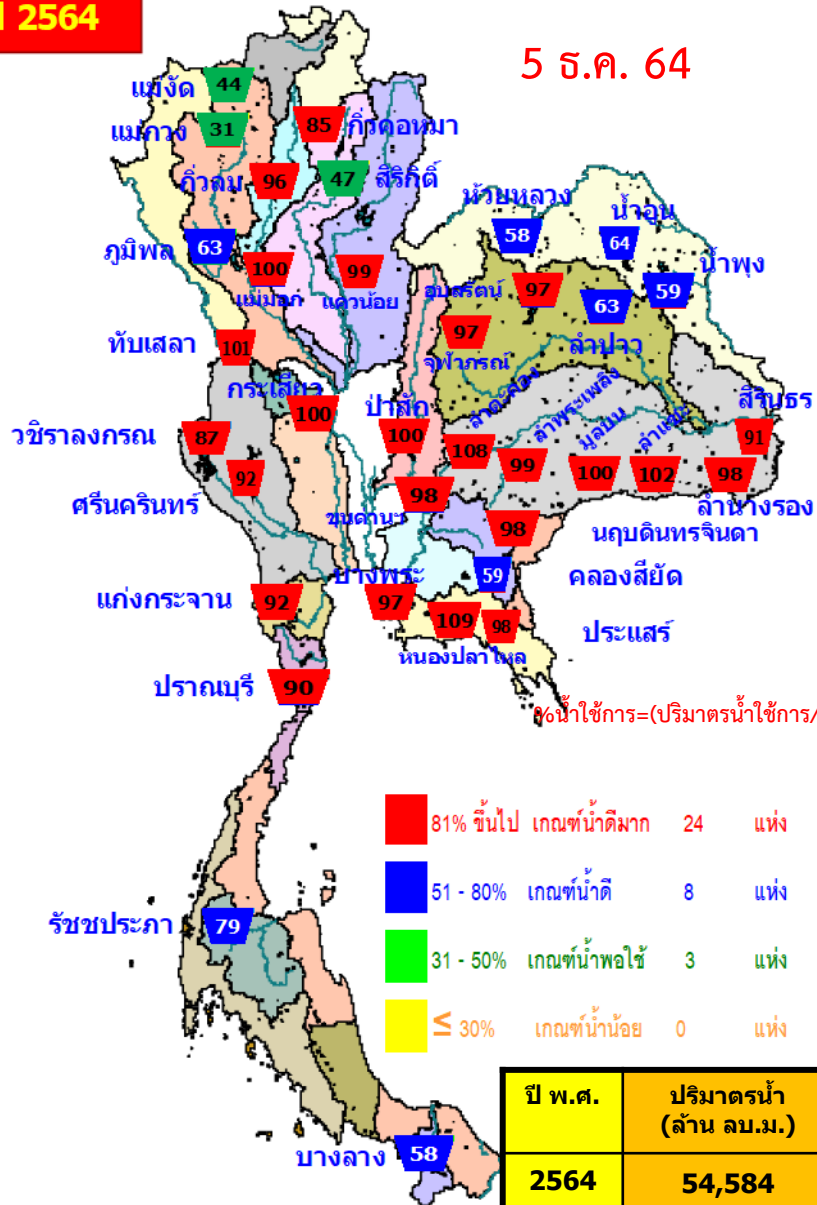 2564
5 ธ.ค. 64
แม่งัด 44
แม่กวง 31
85 กิ่วคอหมา
กิ่วลม 96
47 สิริกิติ์
ห้วยหลวง
58
น้ำอูน
64
ภูมิพล 63
น้ำพุง
59
100
แม่มอก
99
แควน้อย
อุบลรัตน์ 97
63
ลำปาว
97
จุฬาภรณ์
ทับเสลา 101
กระเสียว
100
ป่าสัก
100
ลำตะคอง
108
ลำพระเพลิง
99
มูลบน
100
ลำแชะ
102
สิรินธร
91
98
ลำนางรอง
วชิราลงกรณ 87
ศรีนครินทร์ 92
98
ขุนด่านฯ
98
นฤบดินทรจินดา
บางพระ
97
59 คลองสียัด
แก่งกระจาน 92
109
หนองปลาไหล
98 ประแสร์
ปราณบุรี 90
%น้ำใช้การ=(ปริมาตรน้ำใช้การ/
81% ขึ้นไป เกณฑ์น้ำดีมาก 24 แห่ง
51 - 80% เกณฑ์น้ำดี 8 แห่ง
31 - 50% เกณฑ์น้ำพอใช้ 3 แห่ง
≤ 30% เกณฑ์น้ำน้อย 0 แห่ง
รัชชประภา 79
บางลาง 58
ปี พ.ศ. ปริมาตรน้ำ
(ล้าน ลบ.ม.)
2564 54,584